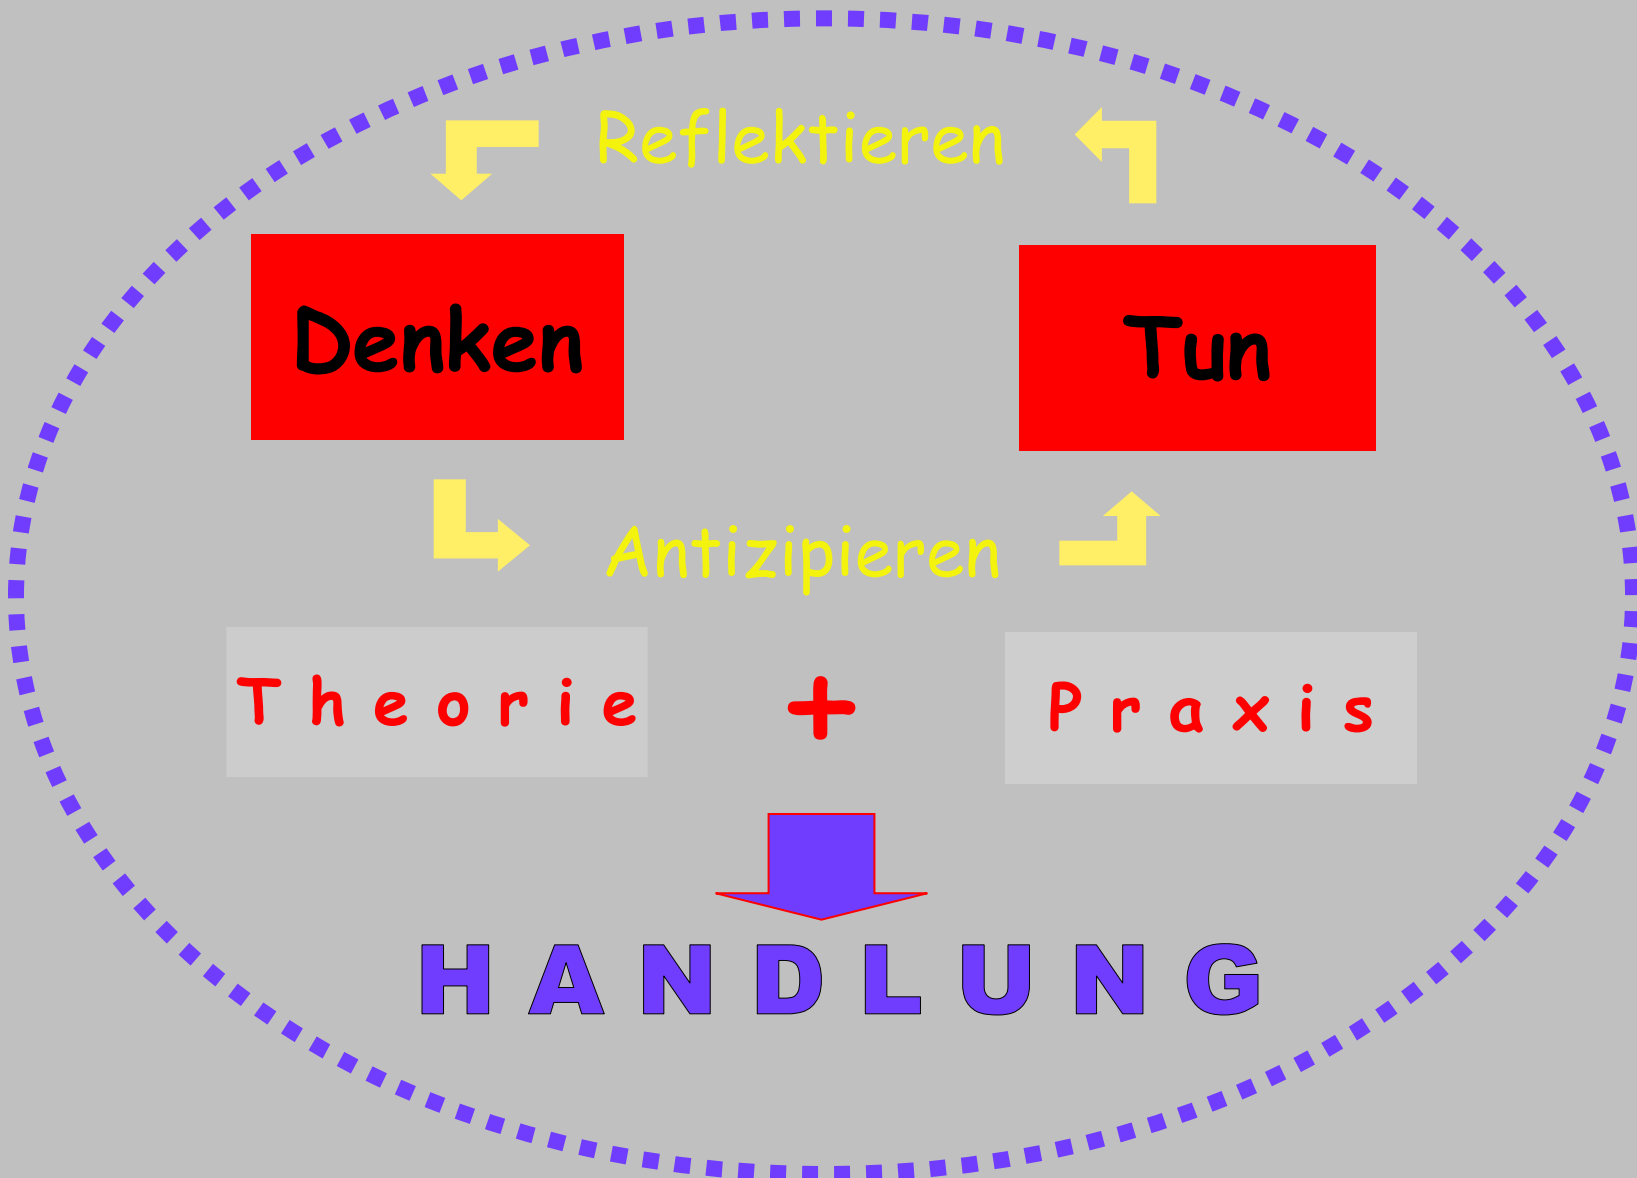 Reflektieren
Denken
Tun
Antizipieren
Theorie + Praxis
HANDLUNG